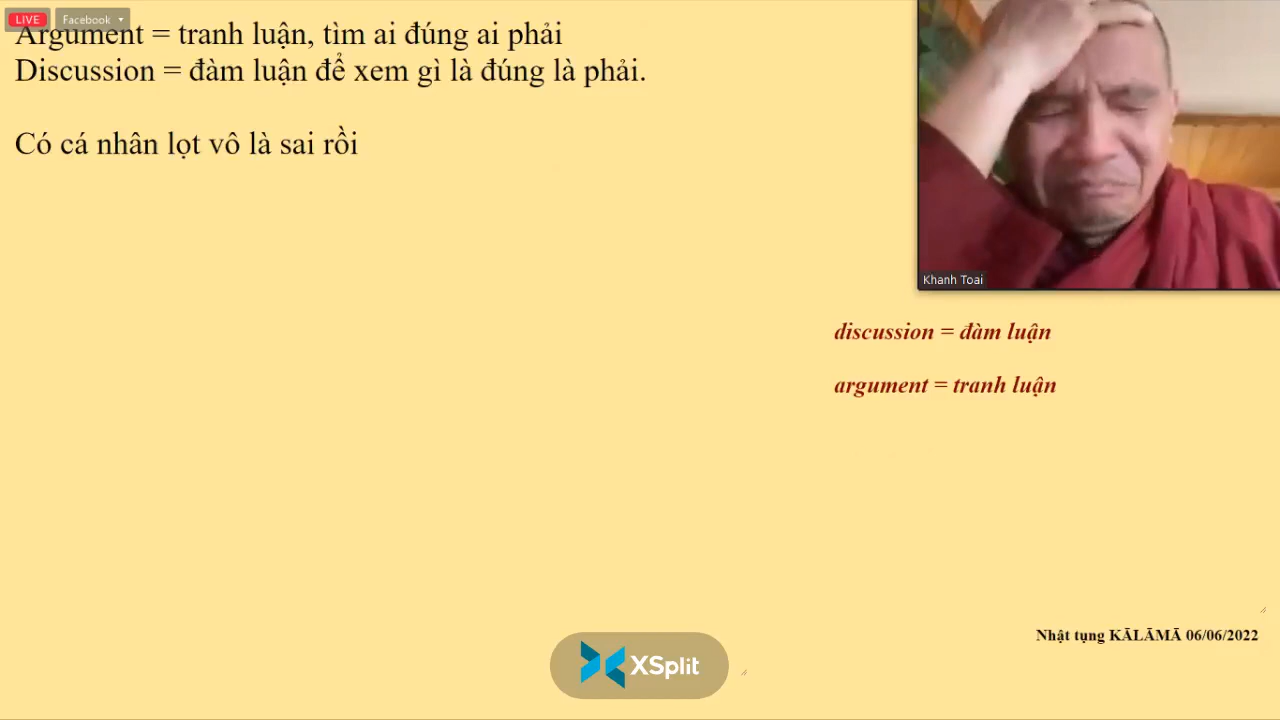 LIVE Facebook
Argument = tranh luận, tìm ai đúng ai phải
Discussion = đàm luận để xem gì là đúng là phải.
Có cá nhân lọt vô là sai rồi
Khanh Toai
discussion = đàm luận
argument = tranh luận
Nhật tụng KĀLĀMĀ 06/06/2022
XSplit